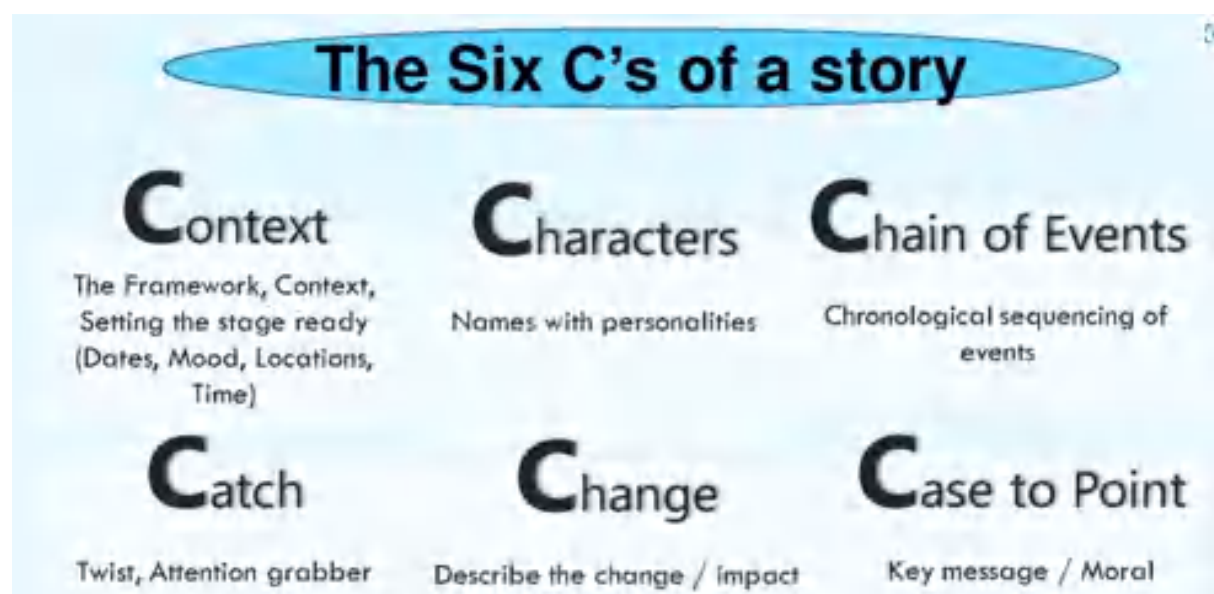 The Six C's of a story
Context
Characters
Chain of Events
The Framework, Context,
Setting the stage ready
(Dates, Mood, Locations,
Time)
Names with personalities
Chronological sequencing of
events
Catch
Change
Case to Point
Twist, Attention grabber
Describe the change / impact
Key message / Moral